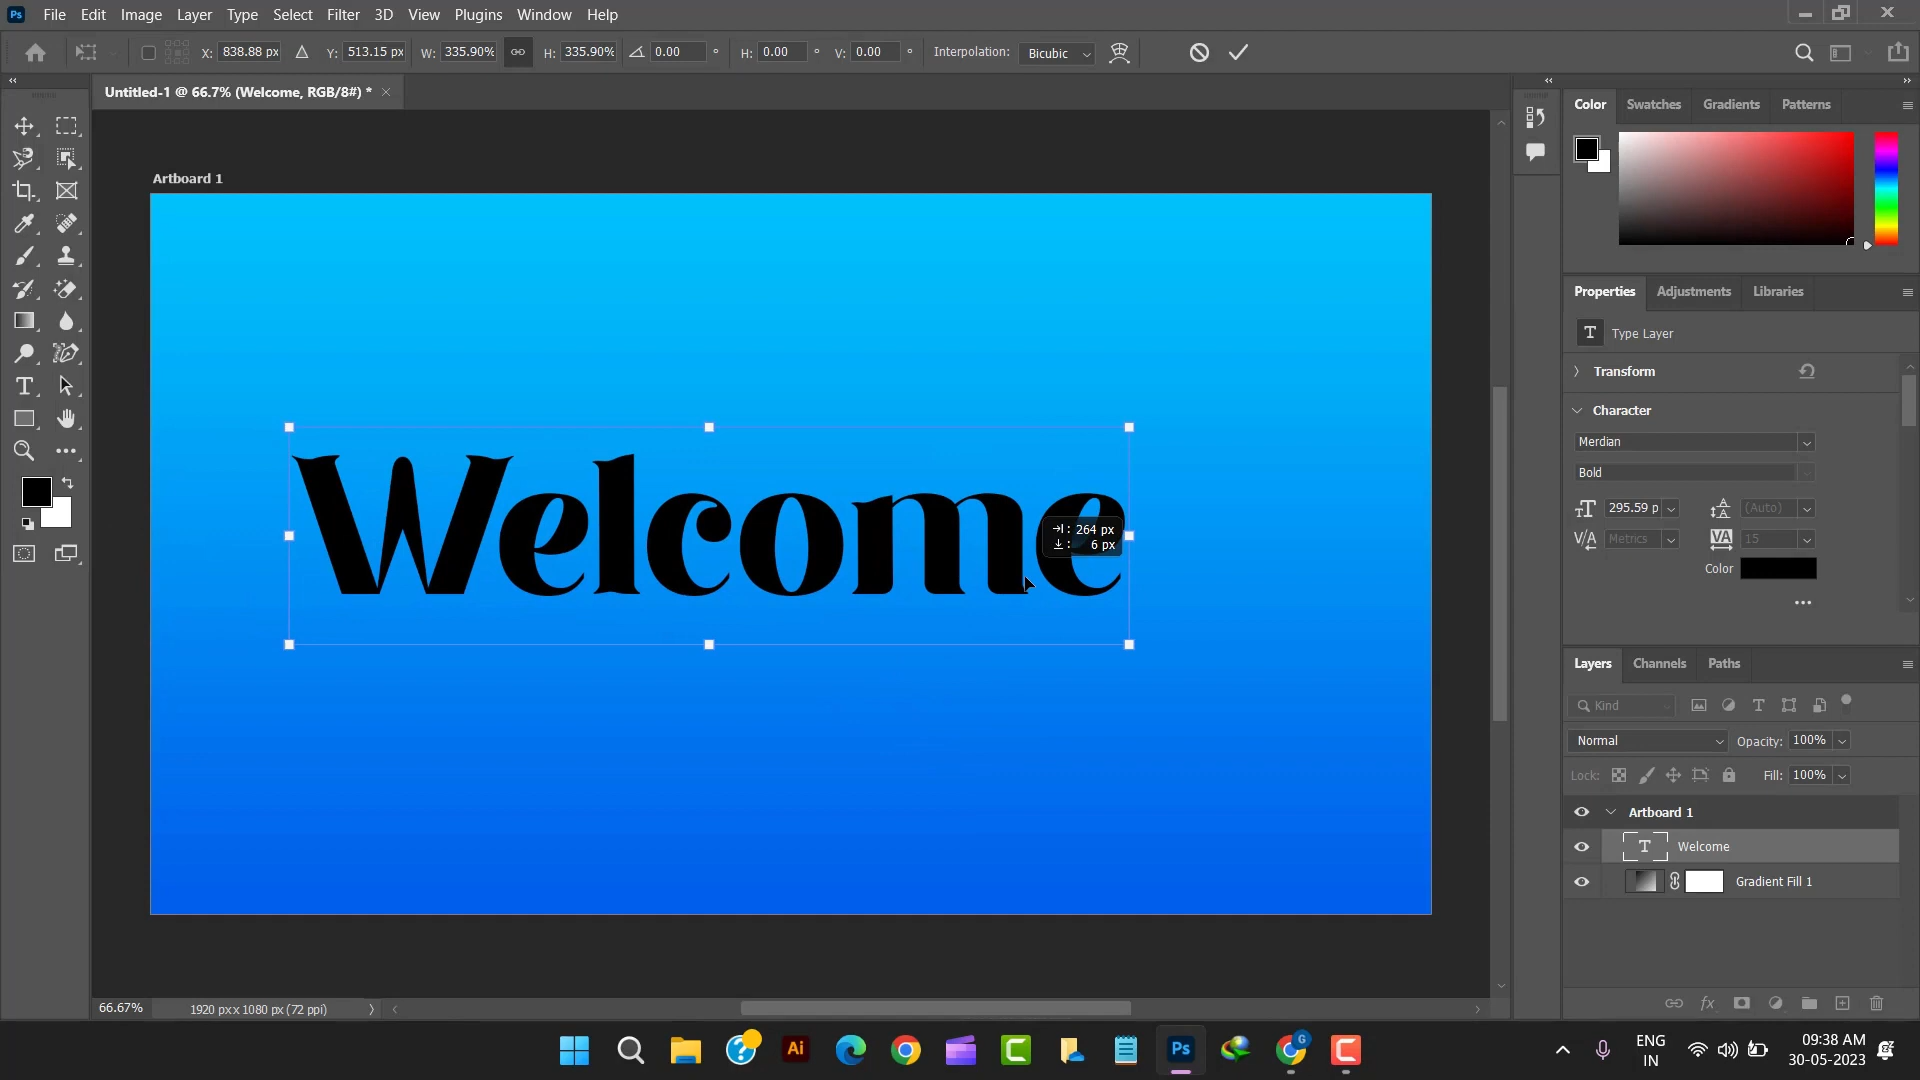 Ps File Edit Image Layer Type Select Filter 3D View Plugins Window Help
X: 838.88 px Y: 513.15 px W: 335.90% H: 335.90% 0.00 ° H: 0.00 ° V: 0.00 ° Interpolation: Bicubic
Untitled-1 @ 66.7% (Welcome, RGB/8#) *
Color Swatches Gradients Patterns
Artboard 1
Properties Adjustments Libraries
T Type Layer
Transform
Character
Merdian
Bold
295.59 p (Auto)
Metrics 15
Color
Welcome
264 px
6 px
Layers Channels Paths
Kind
Normal Opacity: 100%
Lock: Fill: 100%
Artboard 1
T Welcome
Gradient Fill 1
fx
66.67% 1920 px x 1080 px (72 ppi)
Ai Ps G
ENG
IN
09:38 AM
30-05-2023